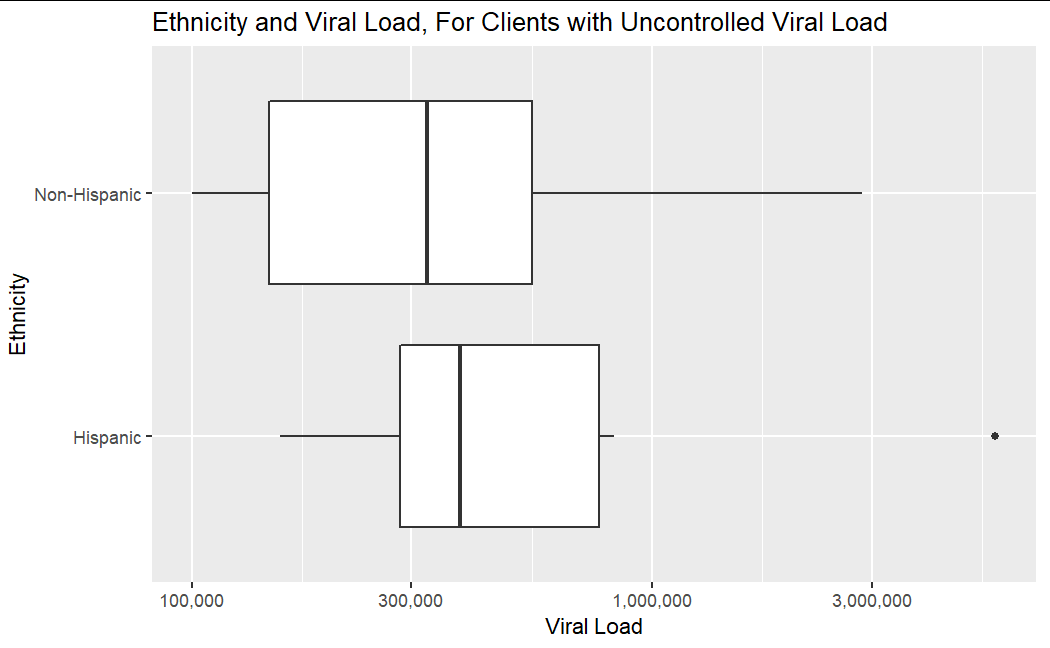 Ethnicity and Viral Load, For Clients with Uncontrolled Viral Load
Ethnicity
Non-Hispanic
Hispanic
100,000
300,000
1,000,000
3,000,000
Viral Load